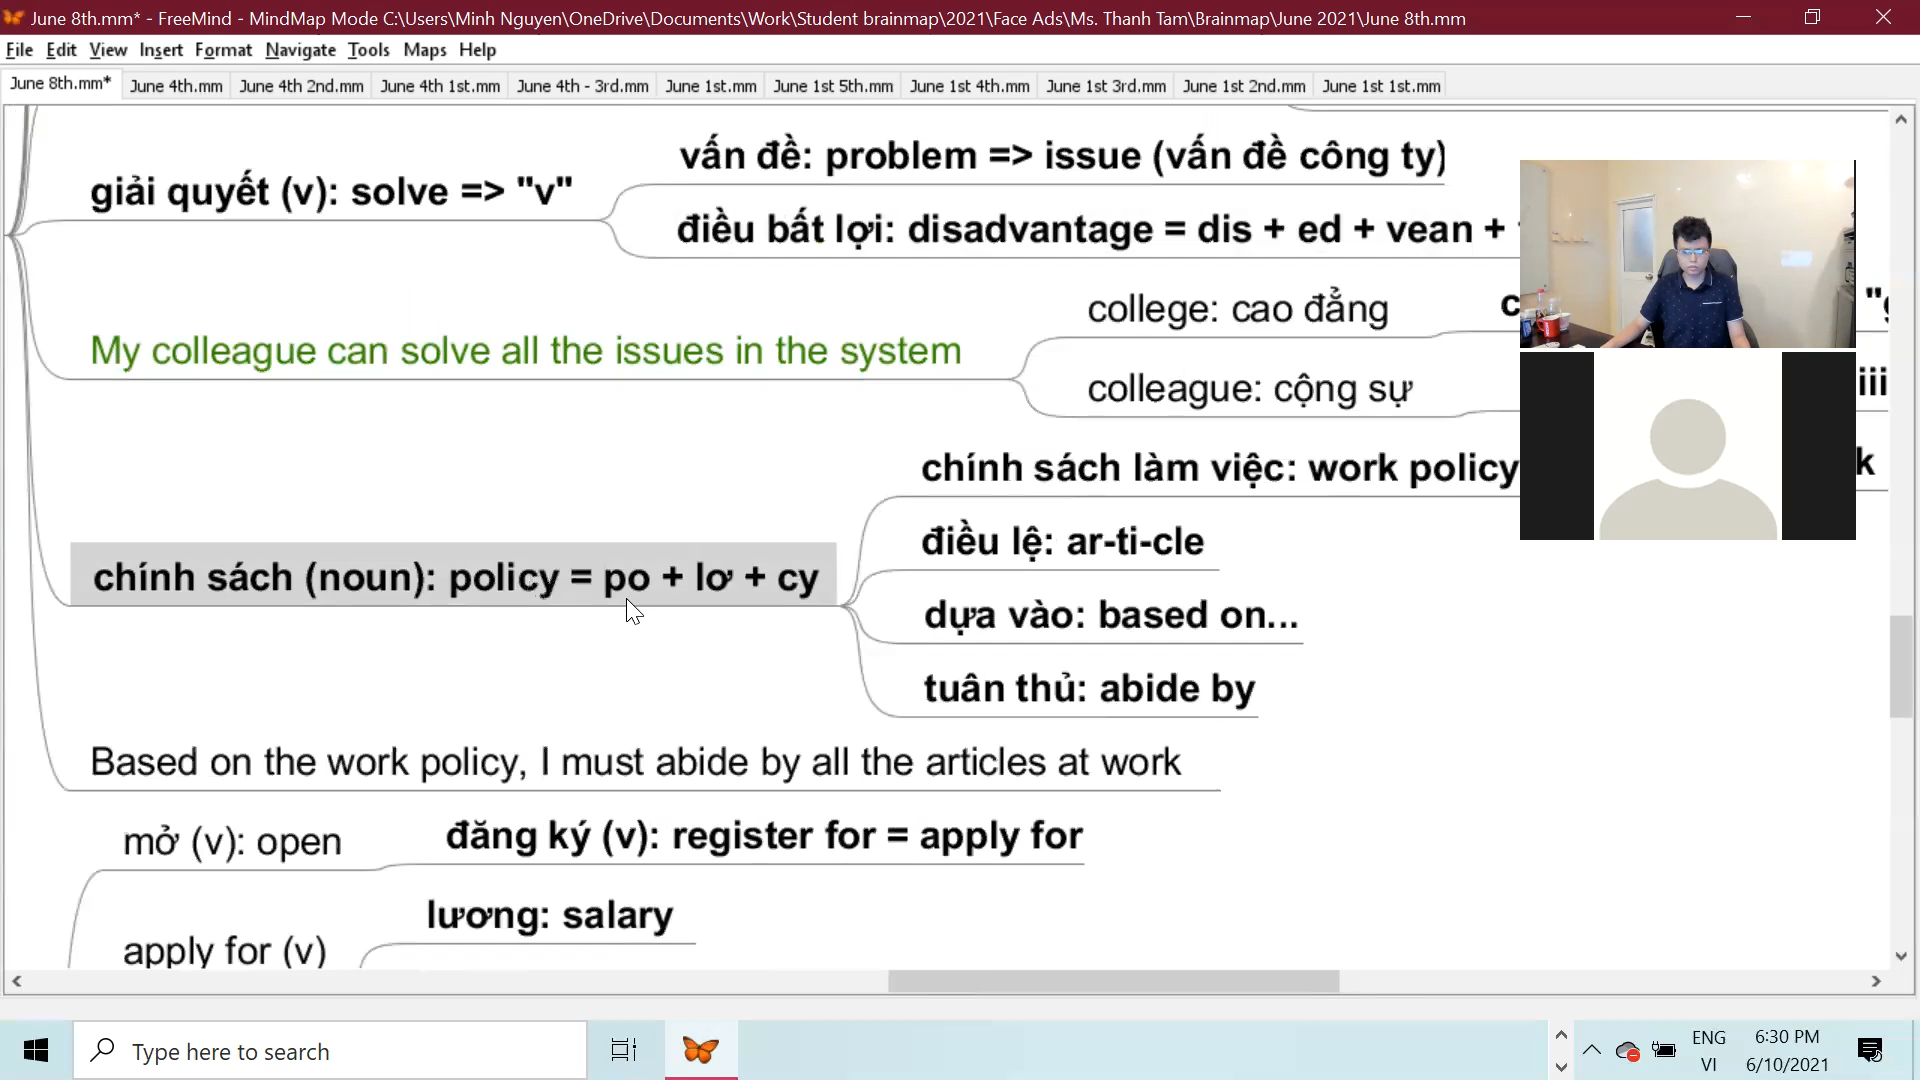 June 8th.mm* - FreeMind - MindMap Mode C:\Users\Minh Nguyen\OneDrive\Documents\Work\Student brainmap\2021\Face Ads\Ms. Thanh Tam\Brainmap\June 2021\June 8th.mm
File Edit View Insert Format Navigate Tools Maps Help
June 8th.mm* June 4th.mm June 4th 2nd.mm June 4th 1st.mm June 4th - 3rd.mm June 1st.mm June 1st 5th.mm June 1st 4th.mm June 1st 3rd.mm June 1st 2nd.mm June 1st 1st.mm
vấn đề: problem => issue (vấn đề công ty)
giải quyết (v): solve => "v"
điều bất lợi: disadvantage = dis + ed + vean +
college: cao đẳng
My colleague can solve all the issues in the system
colleague: cộng sự
chính sách làm việc: work policy
điều lệ: ar-ti-cle
chính sách (noun): policy = po + lơ + cy
dựa vào: based on...
tuân thủ: abide by
Based on the work policy, I must abide by all the articles at work
mở (v): open
đăng ký (v): register for = apply for
lương: salary
apply for (v)
Type here to search
ENG
VI
6:30 PM
6/10/2021